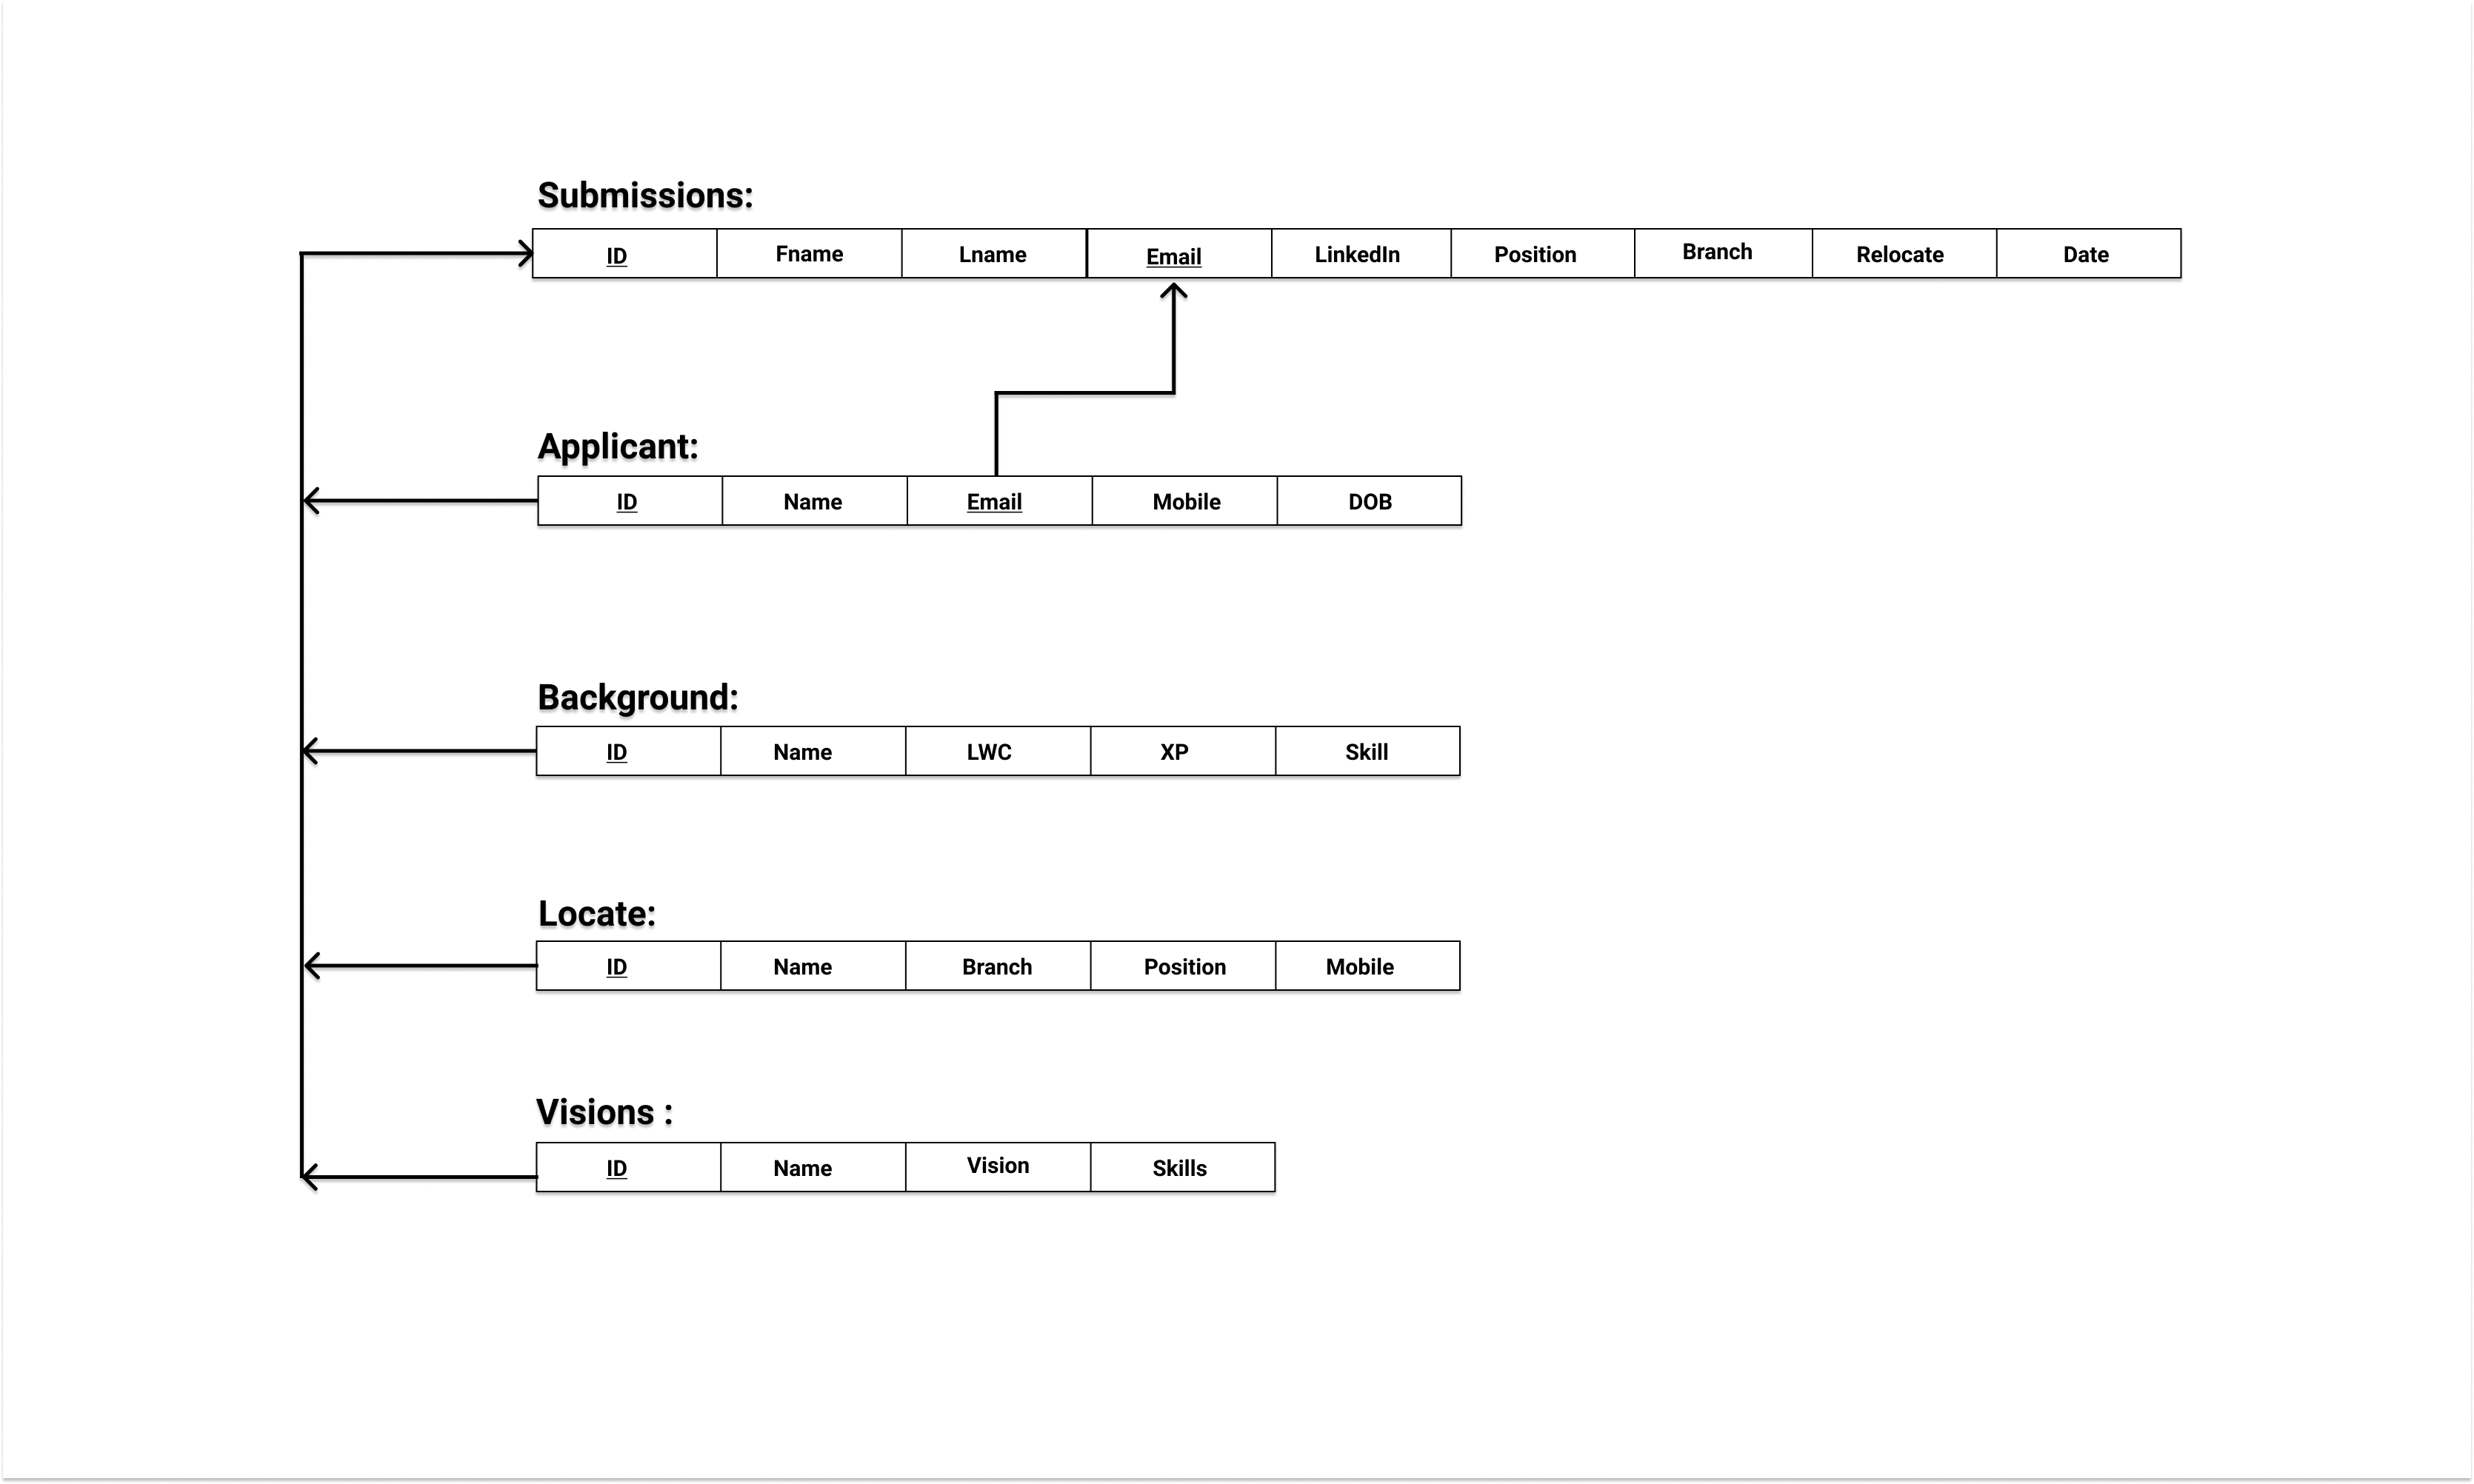 Submissions:
ID Fname Lname Email LinkedIn Position Branch Relocate Date
Applicant:
ID Name Email Mobile DOB
Background:
ID Name LWC XP Skill
Locate:
ID Name Branch Position Mobile
Visions :
ID Name Vision Skills